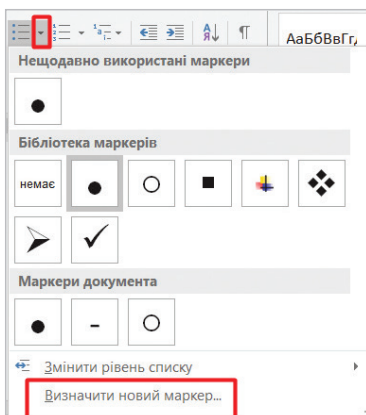 АаБбВвГг,
Нещодавно використані маркери
Бібліотека маркерів
немає
Маркери документа
Змінити рівень списку
Визначити новий маркер...